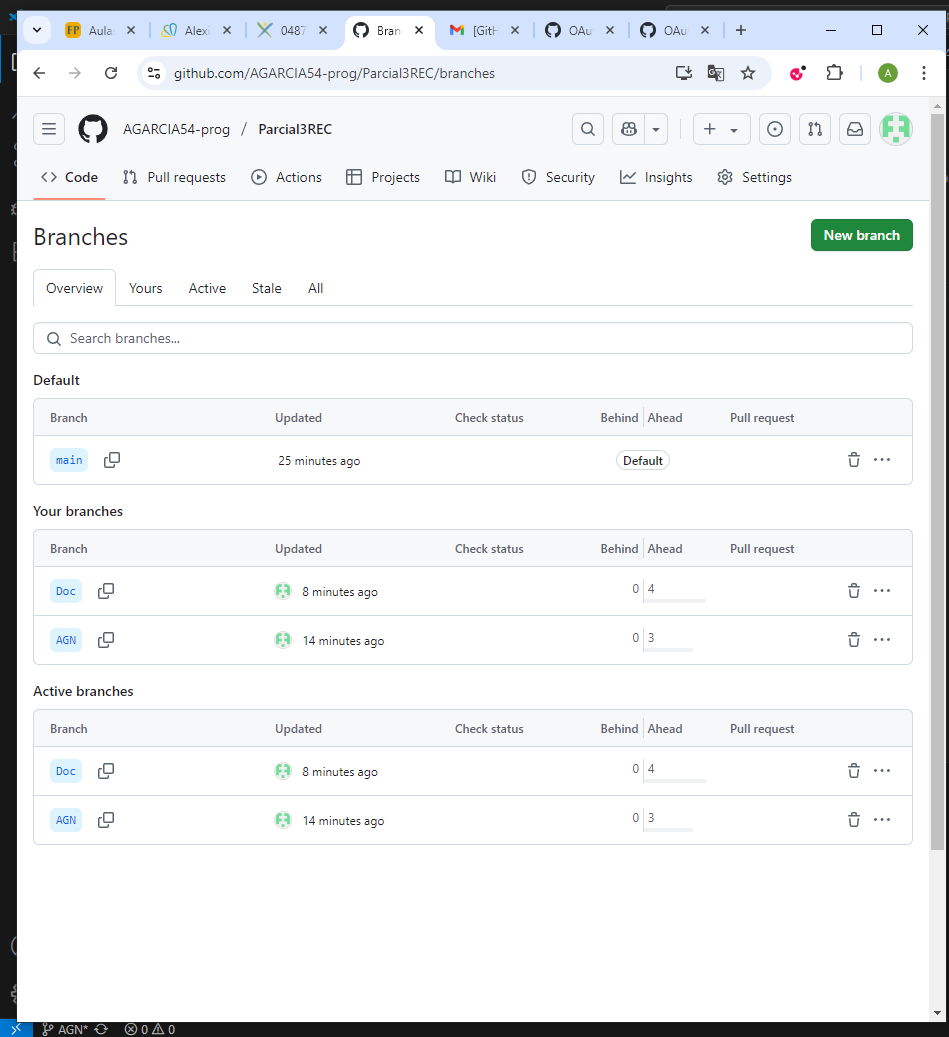 Aula
Alexi
0487
Bran
[GitH
OAu
OAu
github.com/AGARCIA54-prog/Parcial3REC/branches
A
AGARCIA54-prog / Parcial3REC
Code
Pull requests
Actions
Projects
Wiki
Security
Insights
Settings
Branches
New branch
Overview
Yours
Active
Stale
All
Search branches...
Default
Branch Updated Check status Behind Ahead Pull request
main 25 minutes ago Default
Your branches
Branch Updated Check status Behind Ahead Pull request
Doc 8 minutes ago 0 4
AGN 14 minutes ago 0 3
Active branches
Branch Updated Check status Behind Ahead Pull request
Doc 8 minutes ago 0 4
AGN 14 minutes ago 0 3
AGN* 0 0